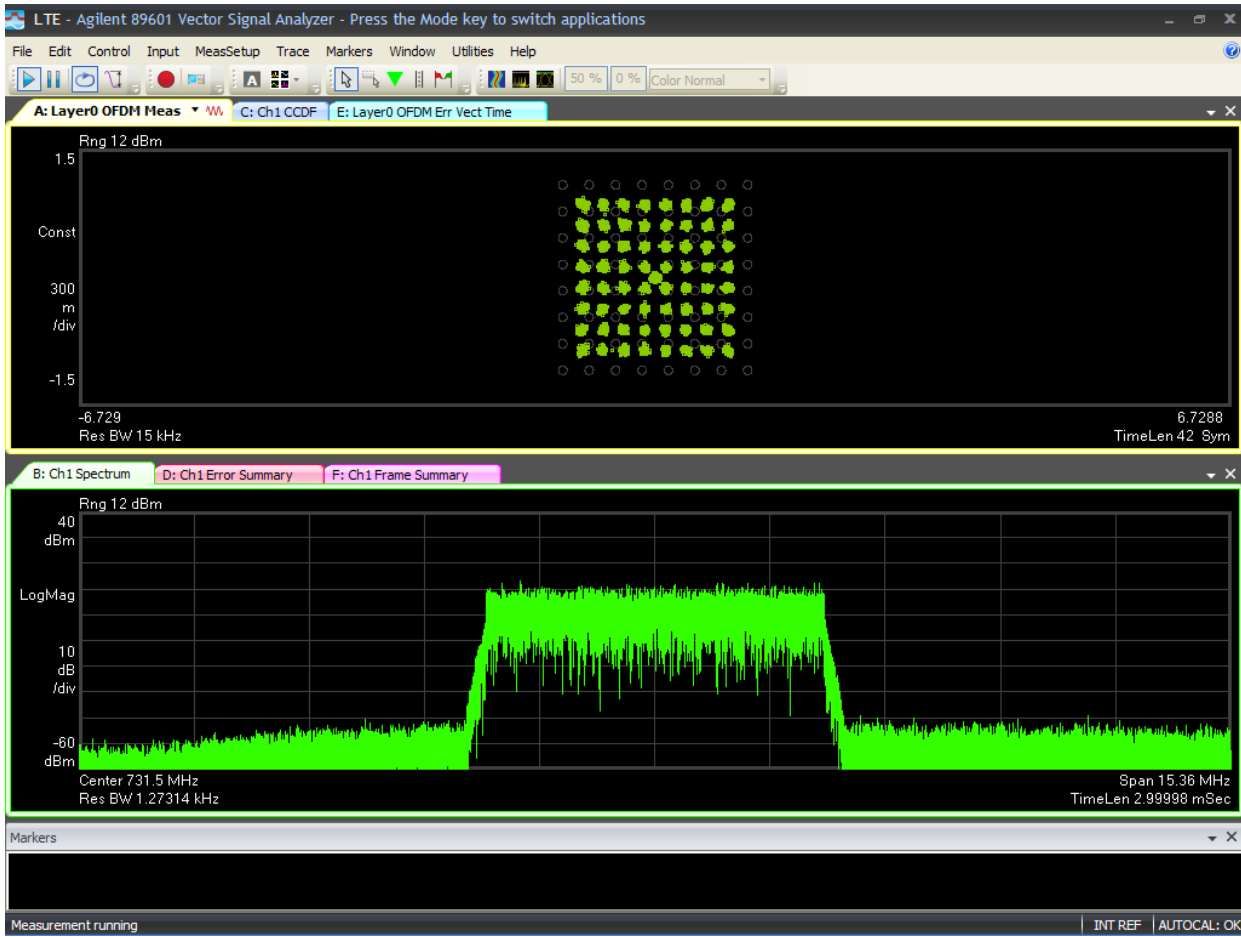 LTE - Agilent 89601 Vector Signal Analyzer - Press the Mode key to switch applications
File Edit Control Input MeasSetup Trace Markers Window Utilities Help
A 50 % 0 % Color Normal
A: Layer0 OFDM Meas C: Ch1 CCDF E: Layer0 OFDM Err Vect Time
Rng 12 dBm
1.5
Const
300
m
/div
-1.5
-6.729 6.7288
Res BW 15 kHz TimeLen 42 Sym
B: Ch1 Spectrum D: Ch1 Error Summary F: Ch1 Frame Summary
Rng 12 dBm
40
dBm
LogMag
10
dB
/div
-60
dBm
Center 731.5 MHz Span 15.36 MHz
Res BW 1.27314 kHz TimeLen 2.99998 mSec
Markers
Measurement running INT REF AUTOCAL: OK